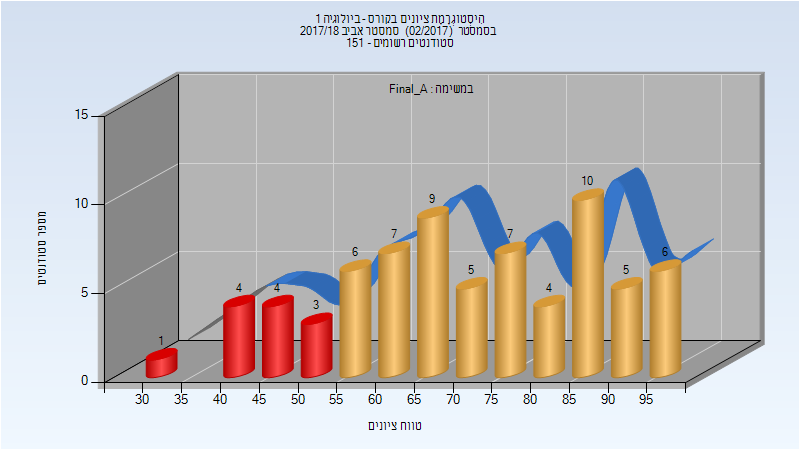 היסטוגרמת ציונים בקורס - ביולוגיה 1
בסמסטר (02/2017) סמסטר אביב 2017/18
סטודנטים רשומים - 151
במשימה : Final_A
מספר סטודנטים
15
10
5
0
1
4
4
3
6
7
9
5
7
4
10
5
6
30 35 40 45 50 55 60 65 70 75 80 85 90 95
טווח ציונים